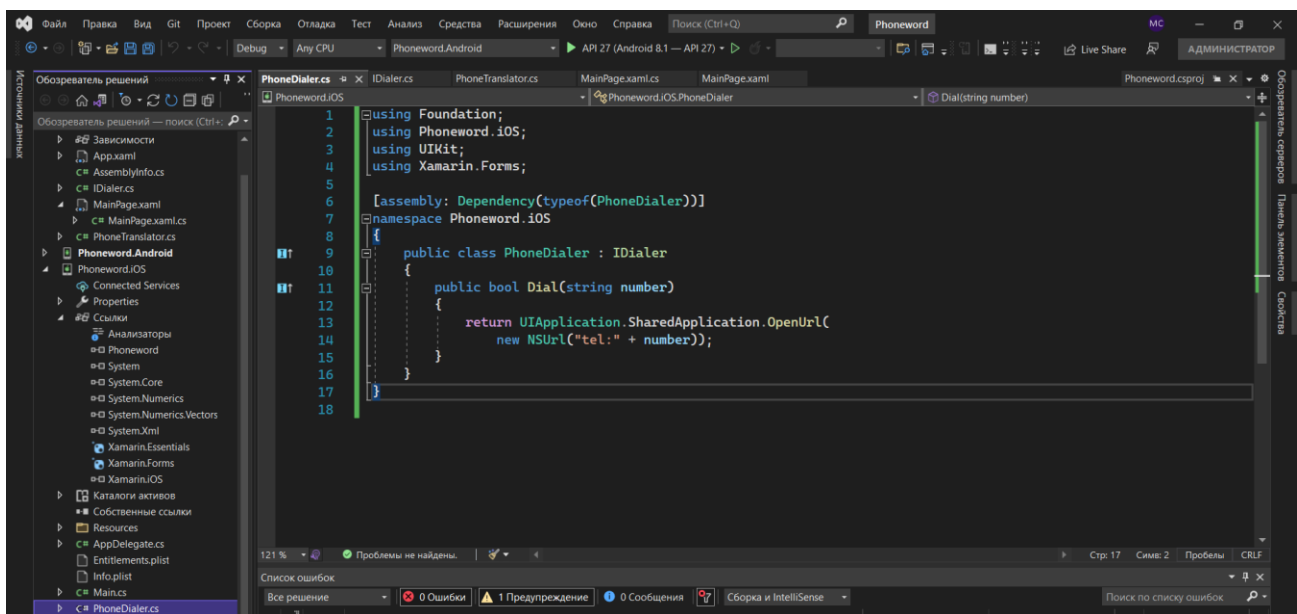 Файл Правка Вид Git Проект Сборка Отладка Тест Анализ Средства Расширения Окно Справка Поиск (Ctrl+Q) Phoneword МС
Debug Any CPU Phoneword.Android API 27 (Android 8.1 — API 27) Live Share АДМИНИСТРАТОР
Источники данных
Обозреватель решений
Обозреватель решений — поиск (Ctrl+;
Зависимости
App.xaml
C# AssemblyInfo.cs
C# IDialer.cs
MainPage.xaml
C# MainPage.xaml.cs
C# PhoneTranslator.cs
Phoneword.Android
Phoneword.iOS
Connected Services
Properties
Ссылки
Анализаторы
Phoneword
System
System.Core
System.Numerics
System.Numerics.Vectors
System.Xml
Xamarin.Essentials
Xamarin.Forms
Xamarin.iOS
Каталоги активов
Собственные ссылки
Resources
C# AppDelegate.cs
Entitlements.plist
Info.plist
C# Main.cs
C# PhoneDialer.cs
PhoneDialer.cs IDialer.cs PhoneTranslator.cs MainPage.xaml.cs MainPage.xaml Phoneword.csproj
Phoneword.iOS Phoneword.iOS.PhoneDialer Dial(string number)
1 using Foundation;
2 using Phoneword.iOS;
3 using UIKit;
4 using Xamarin.Forms;
5
6 [assembly: Dependency(typeof(PhoneDialer))]
7 namespace Phoneword.iOS
8 {
9 public class PhoneDialer : IDialer
10 {
11 public bool Dial(string number)
12 {
13 return UIApplication.SharedApplication.OpenUrl(
14 new NSUrl("tel:" + number));
15 }
16 }
17 }
18
121 % Проблемы не найдены. Стр: 17 Симв: 2 Пробелы CRLF
Список ошибок
Все решение 0 Ошибки 1 Предупреждение 0 Сообщения Сборка и IntelliSense Поиск по списку ошибок
Обозреватель серверов
Панель элементов
Свойства